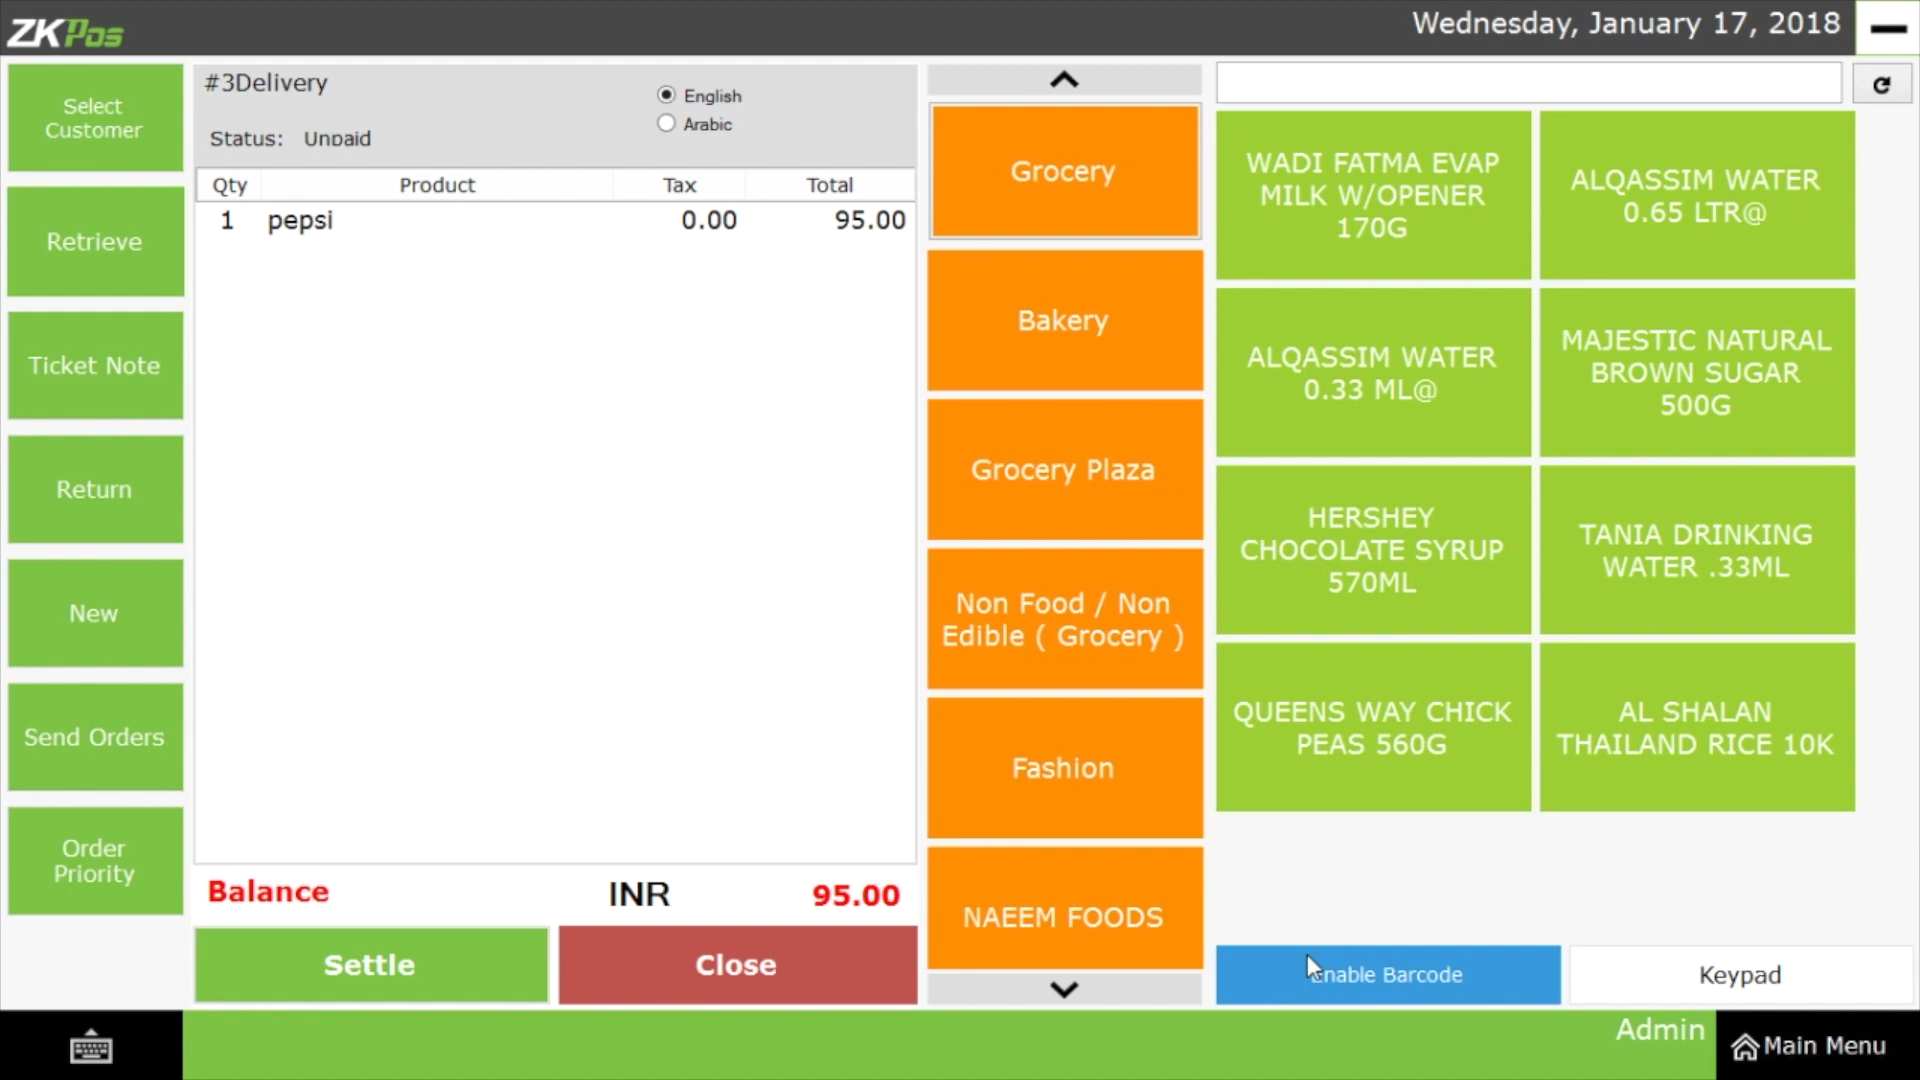 ZKPos
Wednesday, January 17, 2018
Select
Customer
Retrieve
Ticket Note
Return
New
Send Orders
Order
Priority
#3Delivery
English
Arabic
Status: Unpaid
Qty Product Tax Total
1 pepsi 0.00 95.00
Balance INR 95.00
Settle
Close
Grocery
Bakery
Grocery Plaza
Non Food / Non
Edible ( Grocery )
Fashion
NAEEM FOODS
WADI FATMA EVAP
MILK W/OPENER
170G
ALQASSIM WATER
0.65 LTR@
ALQASSIM WATER
0.33 ML@
MAJESTIC NATURAL
BROWN SUGAR
500G
HERSHEY
CHOCOLATE SYRUP
570ML
TANIA DRINKING
WATER .33ML
QUEENS WAY CHICK
PEAS 560G
AL SHALAN
THAILAND RICE 10K
Enable Barcode
Keypad
Admin
Main Menu